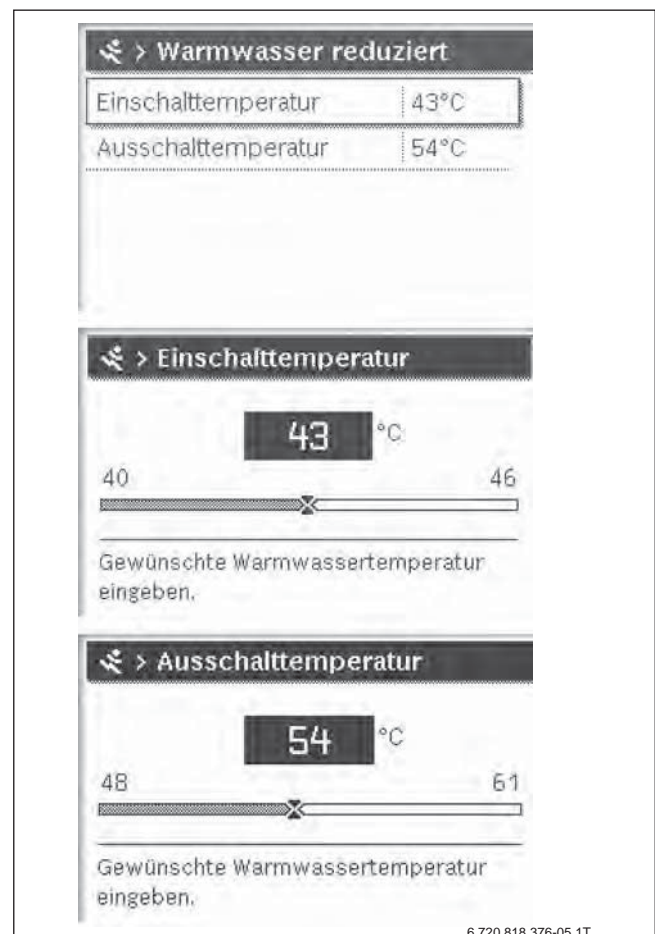 > Warmwasser reduziert
Einschalttemperatur 43°C
Ausschalttemperatur 54°C
> Einschalttemperatur
43 °C
40 46
Gewünschte Warmwassertemperatur
eingeben.
> Ausschalttemperatur
54 °C
48 61
Gewünschte Warmwassertemperatur
eingeben.
6 720 818 376-05.1T